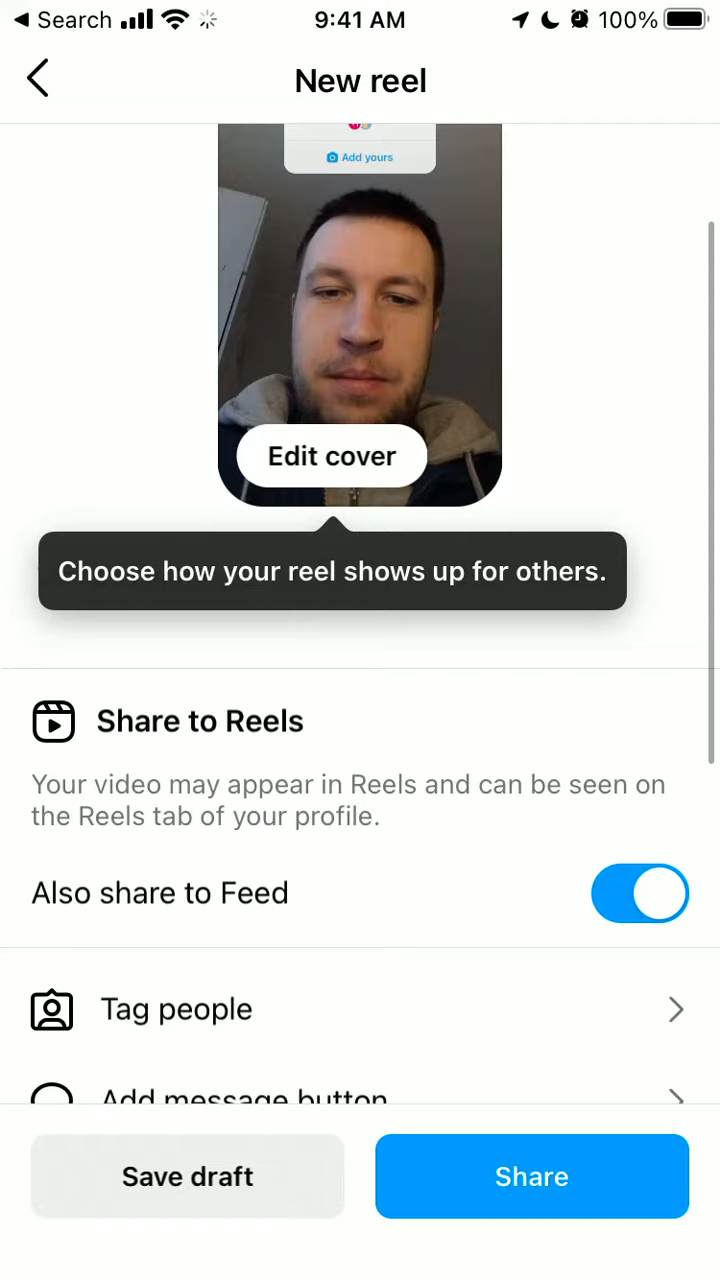 Search
9:41 AM
100%
New reel
Add yours
Edit cover
Choose how your reel shows up for others.
Share to Reels
Your video may appear in Reels and can be seen on
the Reels tab of your profile.
Also share to Feed
Tag people
Add message button
Save draft
Share